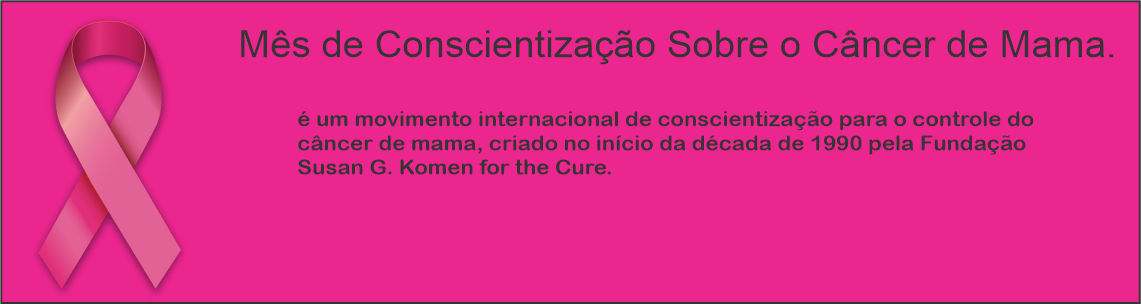 Mês de Conscientização Sobre o Câncer de Mama.
é um movimento internacional de conscientização para o controle do
câncer de mama, criado no início da década de 1990 pela Fundação
Susan G. Komen for the Cure.